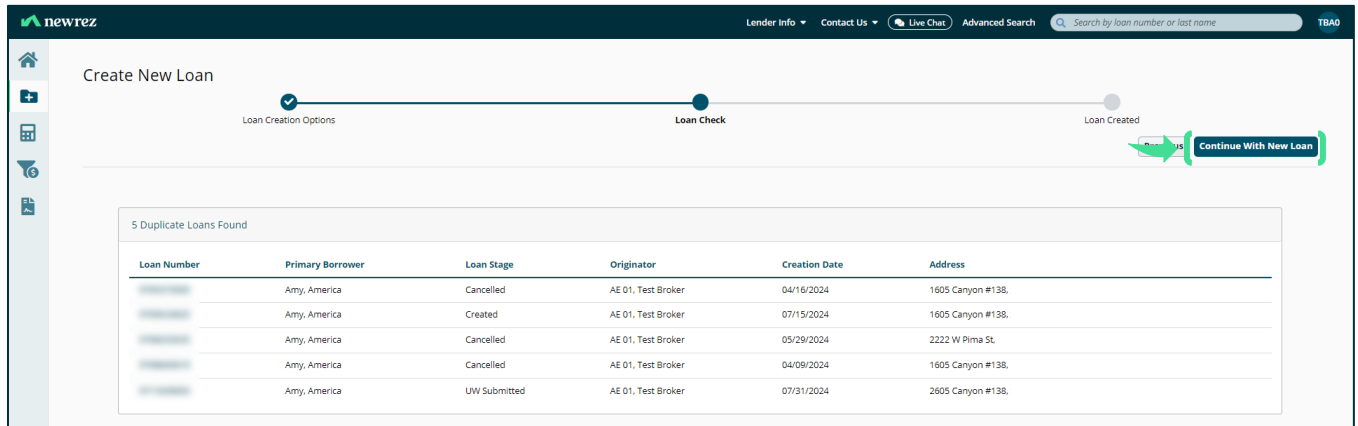 newrez
Lender Info Contact Us Live Chat Advanced Search Search by loan number or last name TBA0
Create New Loan
Loan Creation Options Loan Check Loan Created
Continue With New Loan
5 Duplicate Loans Found
Loan Number Primary Borrower Loan Stage Originator Creation Date Address
Amy, America Cancelled AE 01, Test Broker 04/16/2024 1605 Canyon #138,
Amy, America Created AE 01, Test Broker 07/15/2024 1605 Canyon #138,
Amy, America Cancelled AE 01, Test Broker 05/29/2024 2222 W Pima St,
Amy, America Cancelled AE 01, Test Broker 04/09/2024 1605 Canyon #138,
Amy, America UW Submitted AE 01, Test Broker 07/31/2024 2605 Canyon #138,